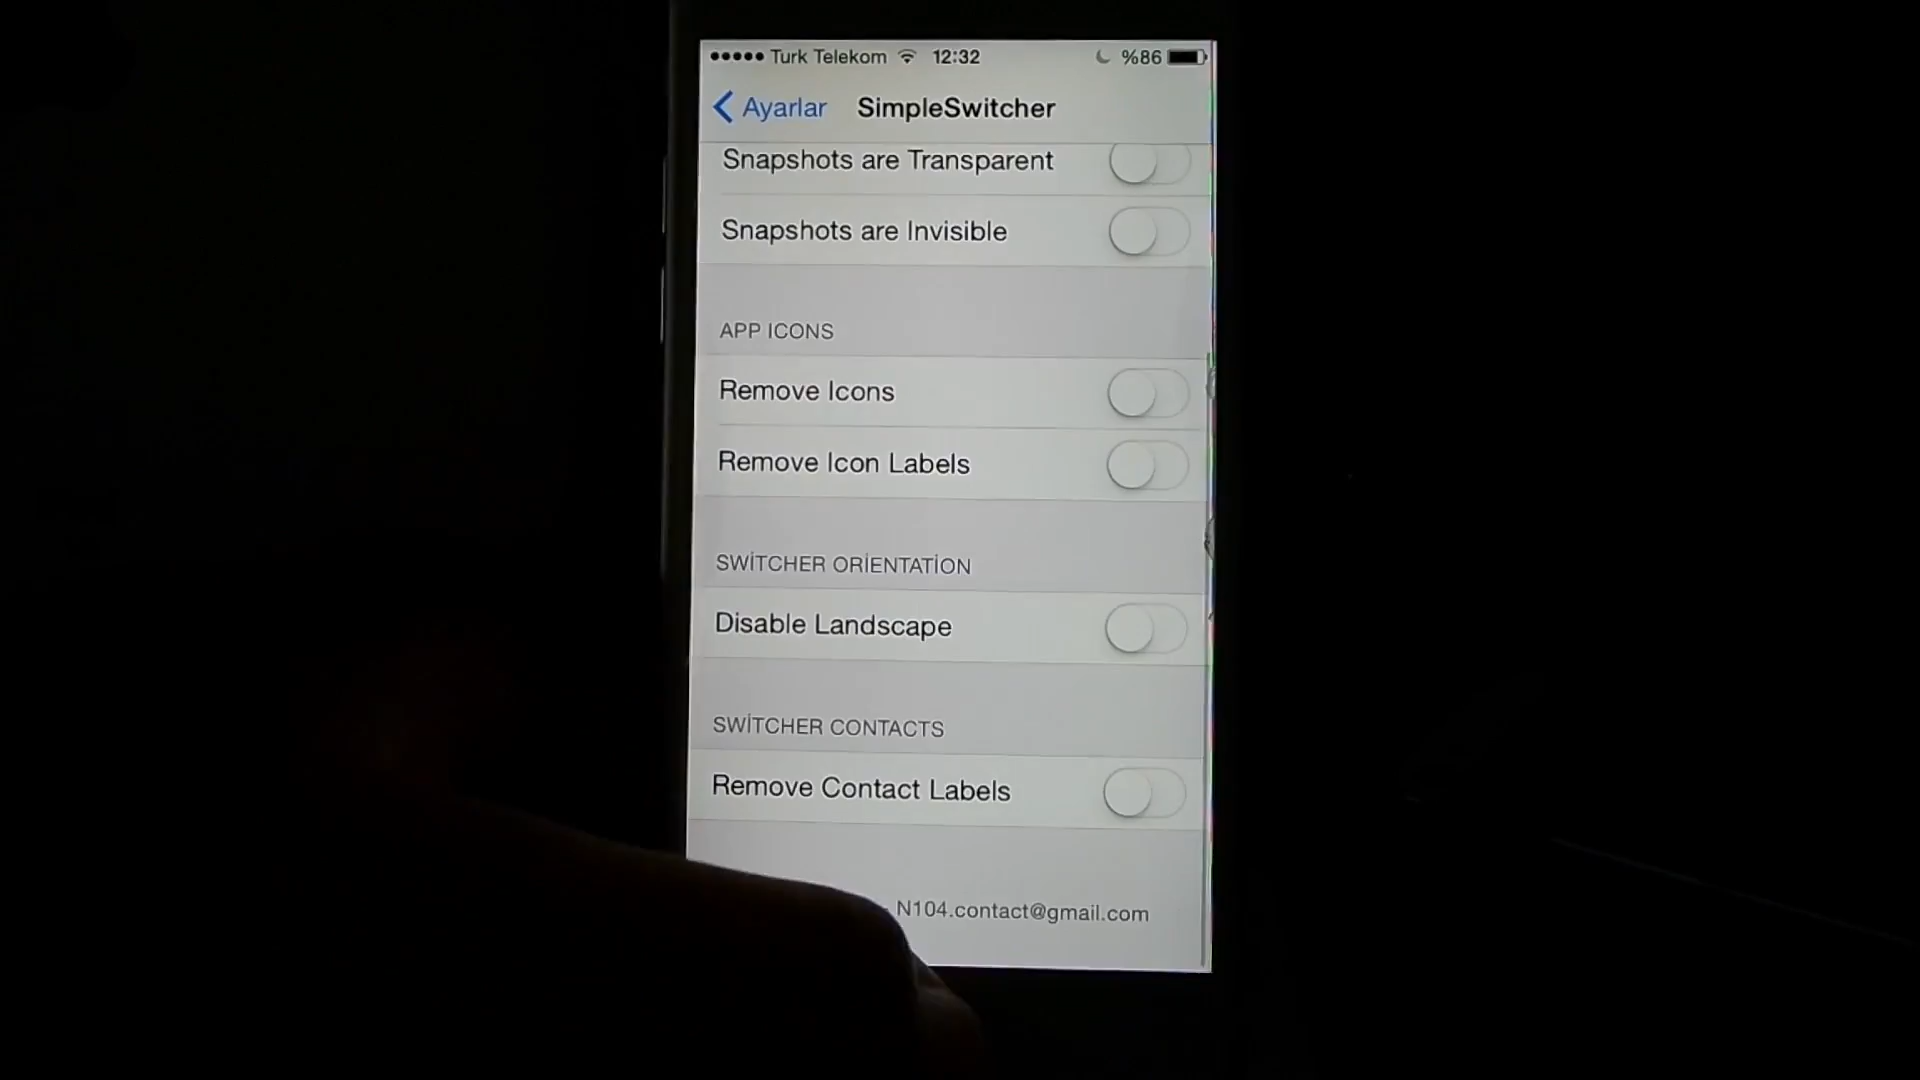 Turk Telekom 12:32 %86
Ayarlar SimpleSwitcher
Snapshots are Transparent
Snapshots are Invisible
APP ICONS
Remove Icons
Remove Icon Labels
SWİTCHER ORİENTATİON
Disable Landscape
SWİTCHER CONTACTS
Remove Contact Labels
N104.contact@gmail.com